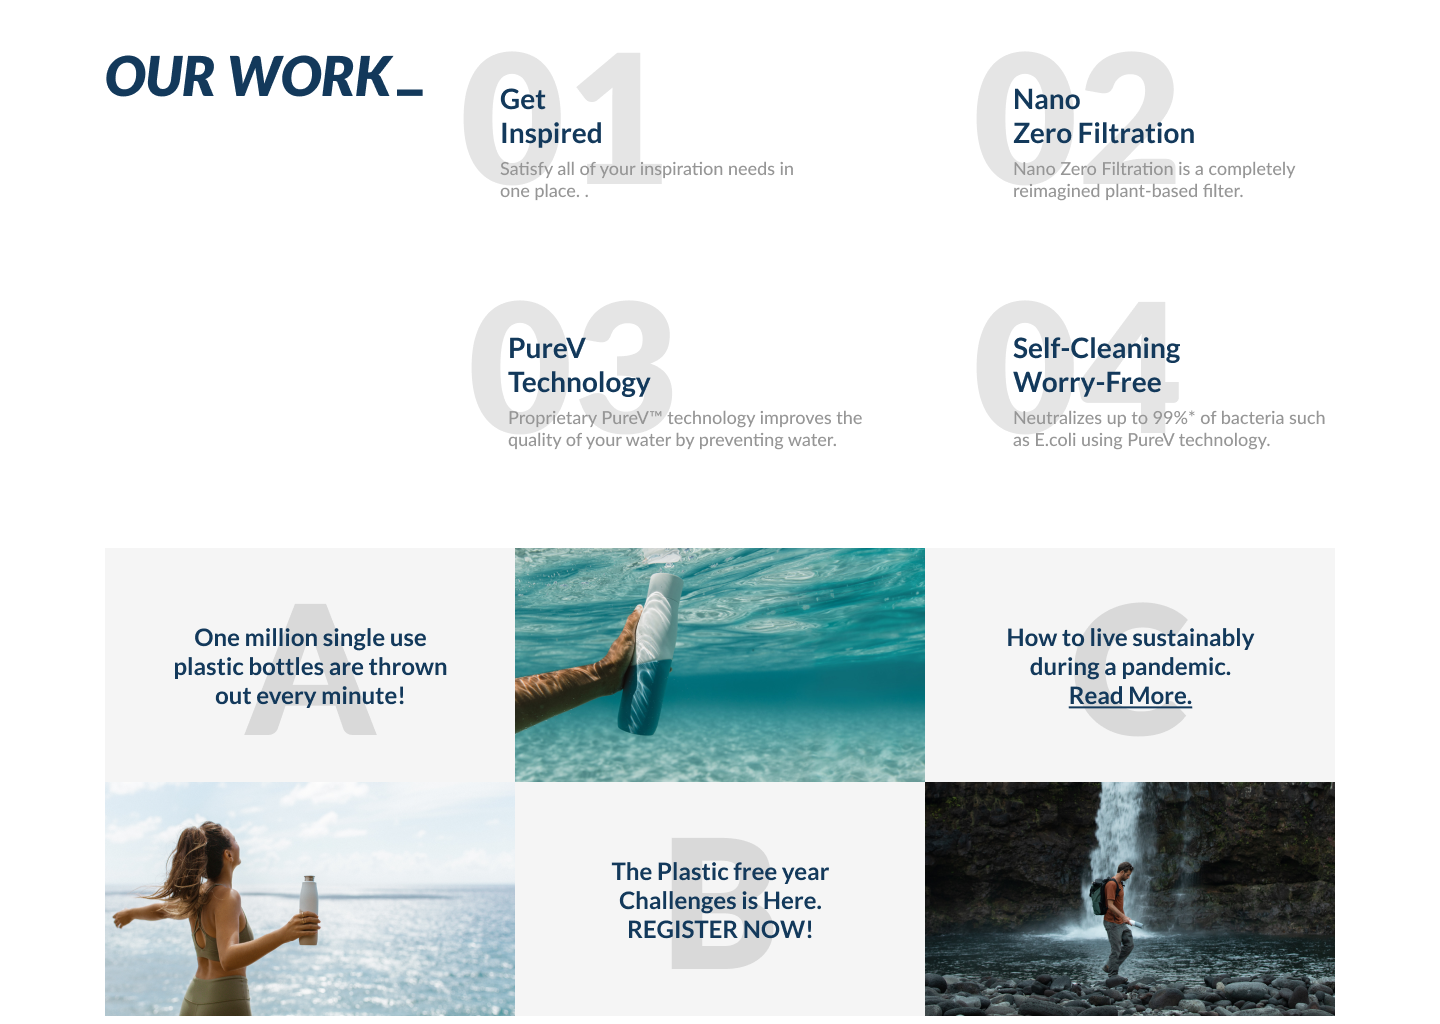 OUR WORK_
01
Get
Inspired
Satisfy all of your inspiration needs in
one place. .
02
Nano
Zero Filtration
Nano Zero Filtration is a completely
reimagined plant-based filter.
03
PureV
Technology
Proprietary PureV™ technology improves the
quality of your water by preventing water.
04
Self-Cleaning
Worry-Free
Neutralizes up to 99%* of bacteria such
as E.coli using PureV technology.
A
One million single use
plastic bottles are thrown
out every minute!
C
How to live sustainably
during a pandemic.
Read More.
B
The Plastic free year
Challenges is Here.
REGISTER NOW!